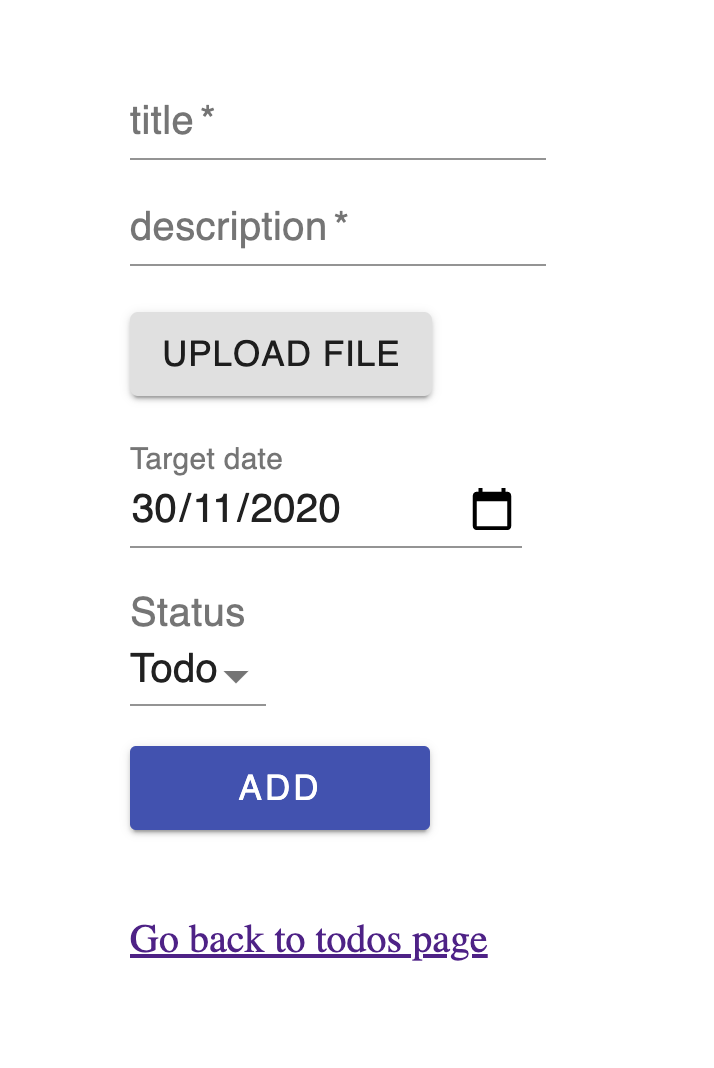 title *
description *
UPLOAD FILE
Target date
30/11/2020
Status
Todo
ADD
Go back to todos page